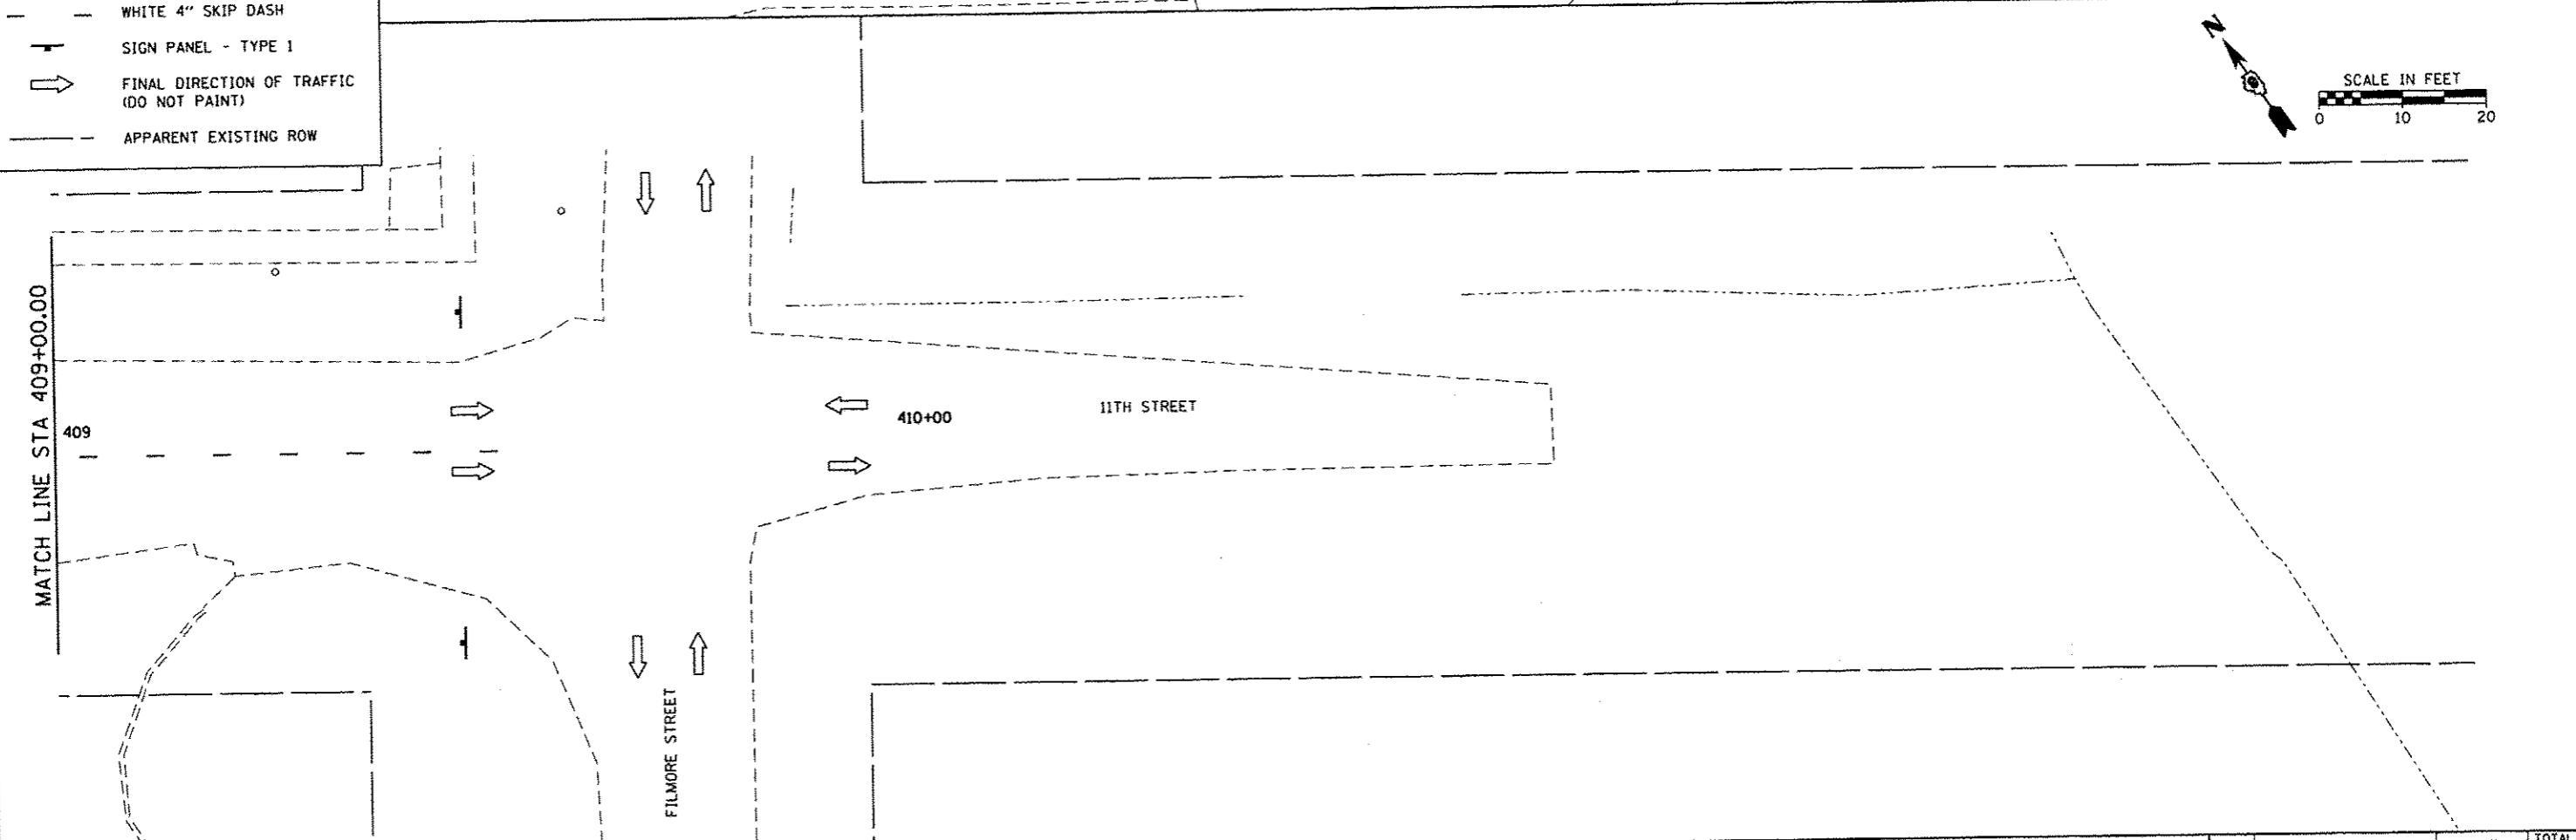 WHITE 4" SKIP DASH
SIGN PANEL - TYPE 1
FINAL DIRECTION OF TRAFFIC
(DO NOT PAINT)
APPARENT EXISTING ROW
N
SCALE IN FEET
0 10 20
MATCH LINE STA 409+00.00
409
410+00
11TH STREET
FILMORE STREET
TOTAL